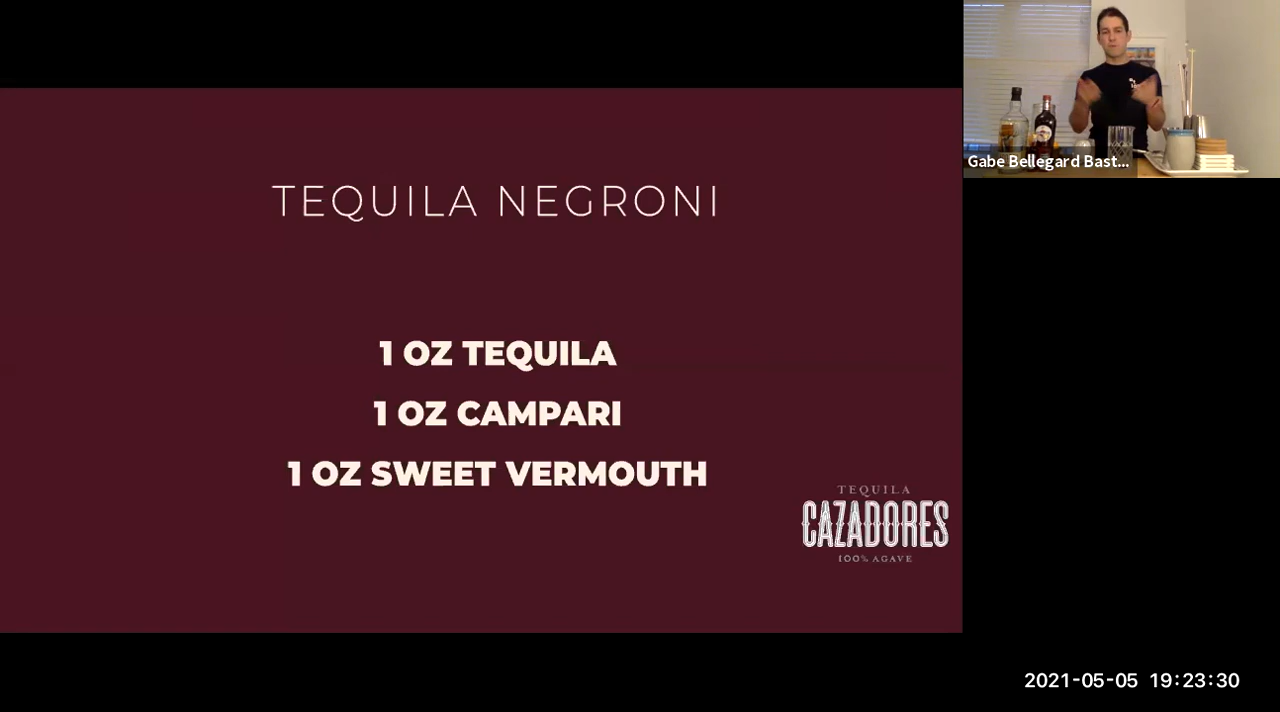 TEQUILA NEGRONI
1 OZ TEQUILA
1 OZ CAMPARI
1 OZ SWEET VERMOUTH
TEQUILA
CAZADORES
100% AGAVE
Gabe Bellegard Bast...
2021-05-05 19:23:30